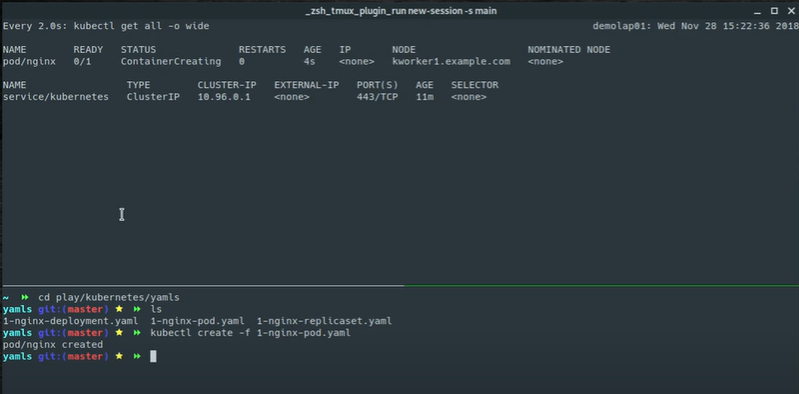 _zsh_tmux_plugin_run new-session -s main
Every 2.0s: kubectl get all -o wide demolap01: Wed Nov 28 15:22:36 2018
NAME READY STATUS RESTARTS AGE IP NODE NOMINATED NODE
pod/nginx 0/1 ContainerCreating 0 4s <none> kworker1.example.com <none>
NAME TYPE CLUSTER-IP EXTERNAL-IP PORT(S) AGE SELECTOR
service/kubernetes ClusterIP 10.96.0.1 <none> 443/TCP 11m <none>
~ cd play/kubernetes/yamls
yamls git:(master) ls
1-nginx-deployment.yaml 1-nginx-pod.yaml 1-nginx-replicaset.yaml
yamls git:(master) kubectl create -f 1-nginx-pod.yaml
pod/nginx created
yamls git:(master)